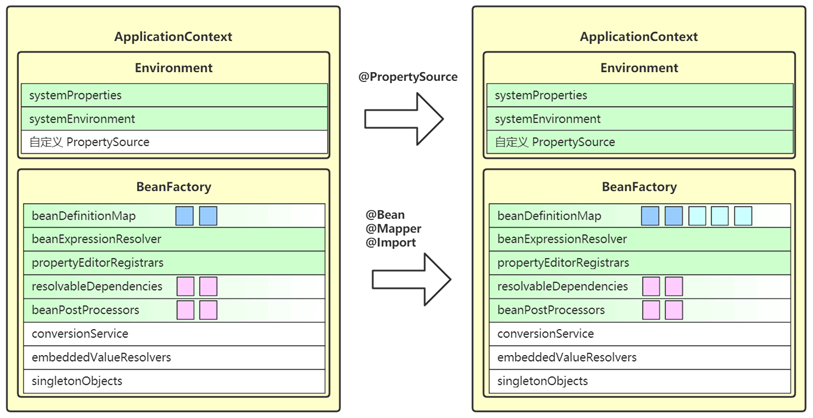 ApplicationContext
Environment
systemProperties
systemEnvironment
自定义 PropertySource
BeanFactory
beanDefinitionMap
beanExpressionResolver
propertyEditorRegistrars
resolvableDependencies
beanPostProcessors
conversionService
embeddedValueResolvers
singletonObjects
@PropertySource
@Bean
@Mapper
@Import
ApplicationContext
Environment
systemProperties
systemEnvironment
自定义 PropertySource
BeanFactory
beanDefinitionMap
beanExpressionResolver
propertyEditorRegistrars
resolvableDependencies
beanPostProcessors
conversionService
embeddedValueResolvers
singletonObjects